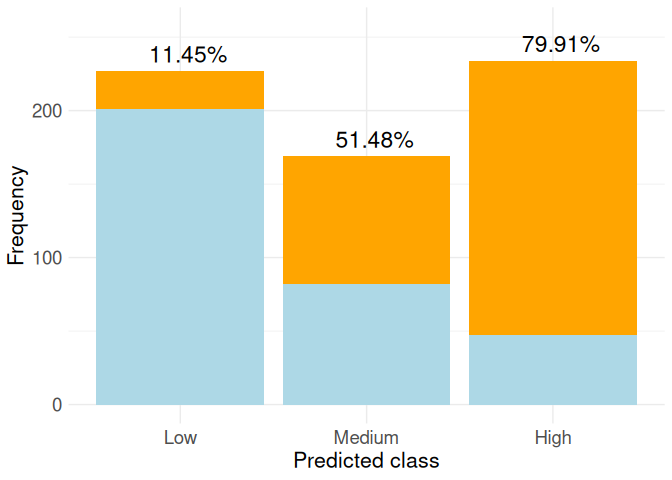 11.45%
51.48%
79.91%
Frequency
200
100
0
Low
Medium
High
Predicted class